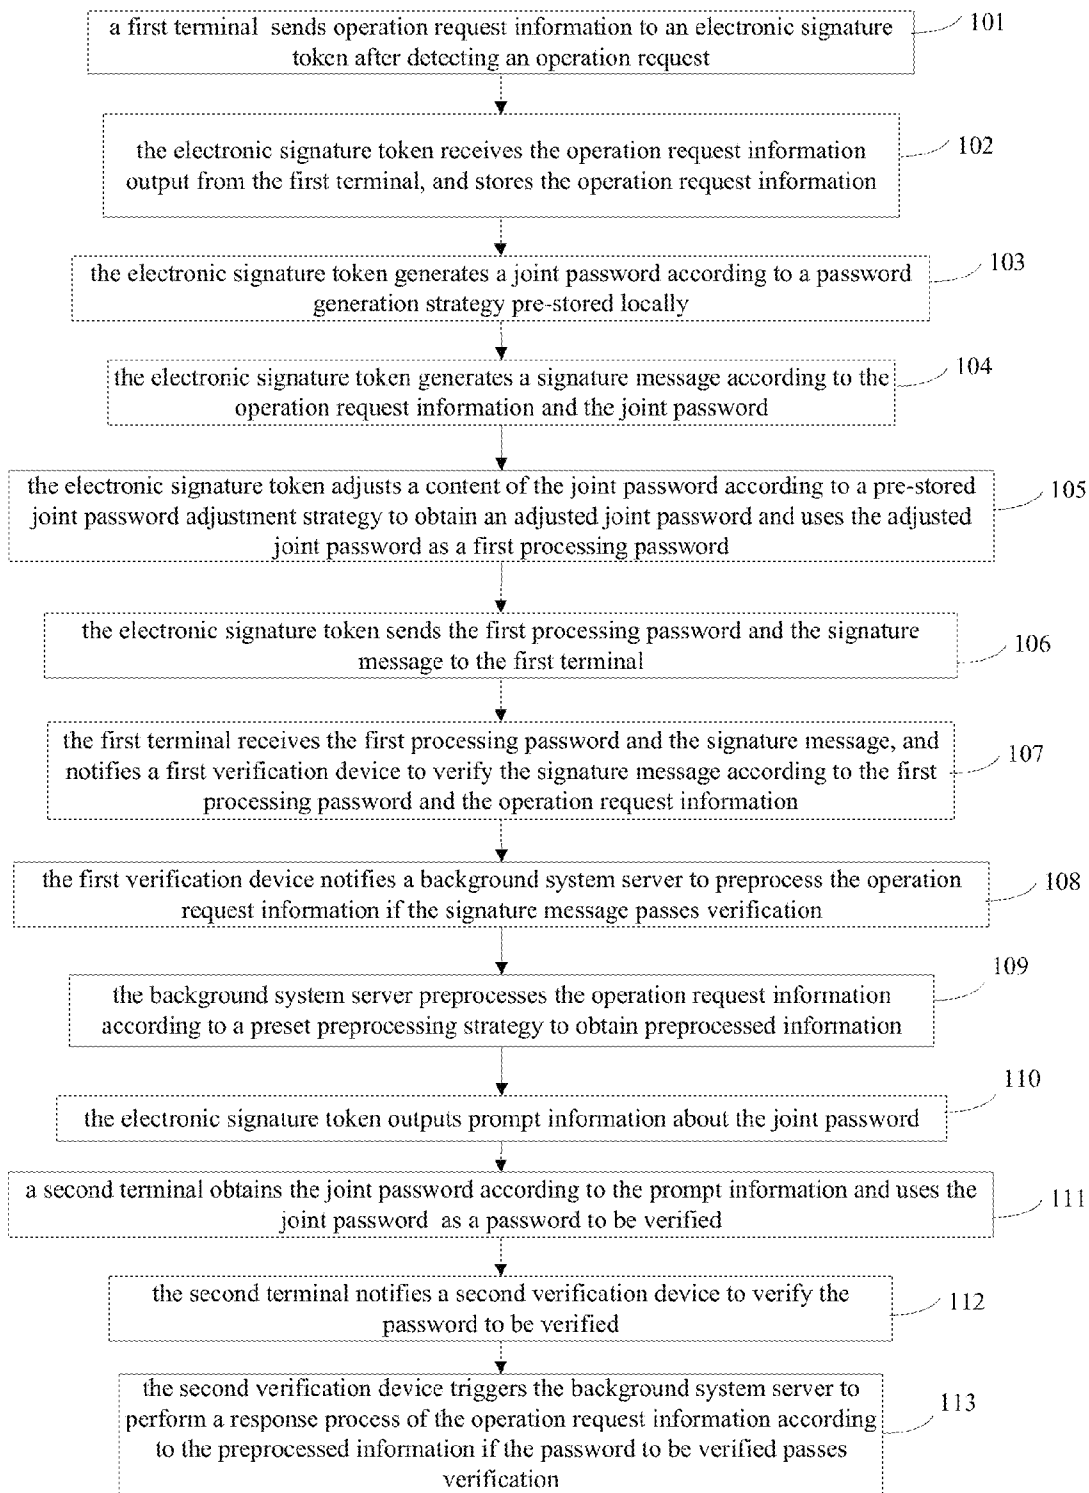 a first terminal sends operation request information to an electronic signature
token after detecting an operation request
101
the electronic signature token receives the operation request information
output from the first terminal, and stores the operation request information
102
the electronic signature token generates a joint password according to a password
generation strategy pre-stored locally
103
the electronic signature token generates a signature message according to the
operation request information and the joint password
104
the electronic signature token adjusts a content of the joint password according to a pre-stored
joint password adjustment strategy to obtain an adjusted joint password and uses the adjusted
joint password as a first processing password
105
the electronic signature token sends the first processing password and the signature
message to the first terminal
106
the first terminal receives the first processing password and the signature message, and
notifies a first verification device to verify the signature message according to the first
processing password and the operation request information
107
the first verification device notifies a background system server to preprocess the operation
request information if the signature message passes verification
108
the background system server preprocesses the operation request information
according to a preset preprocessing strategy to obtain preprocessed information
109
the electronic signature token outputs prompt information about the joint password
110
a second terminal obtains the joint password according to the prompt information and uses the
joint password as a password to be verified
111
the second terminal notifies a second verification device to verify the
password to be verified
112
the second verification device triggers the background system server to
perform a response process of the operation request information according
to the preprocessed information if the password to be verified passes
verification
113